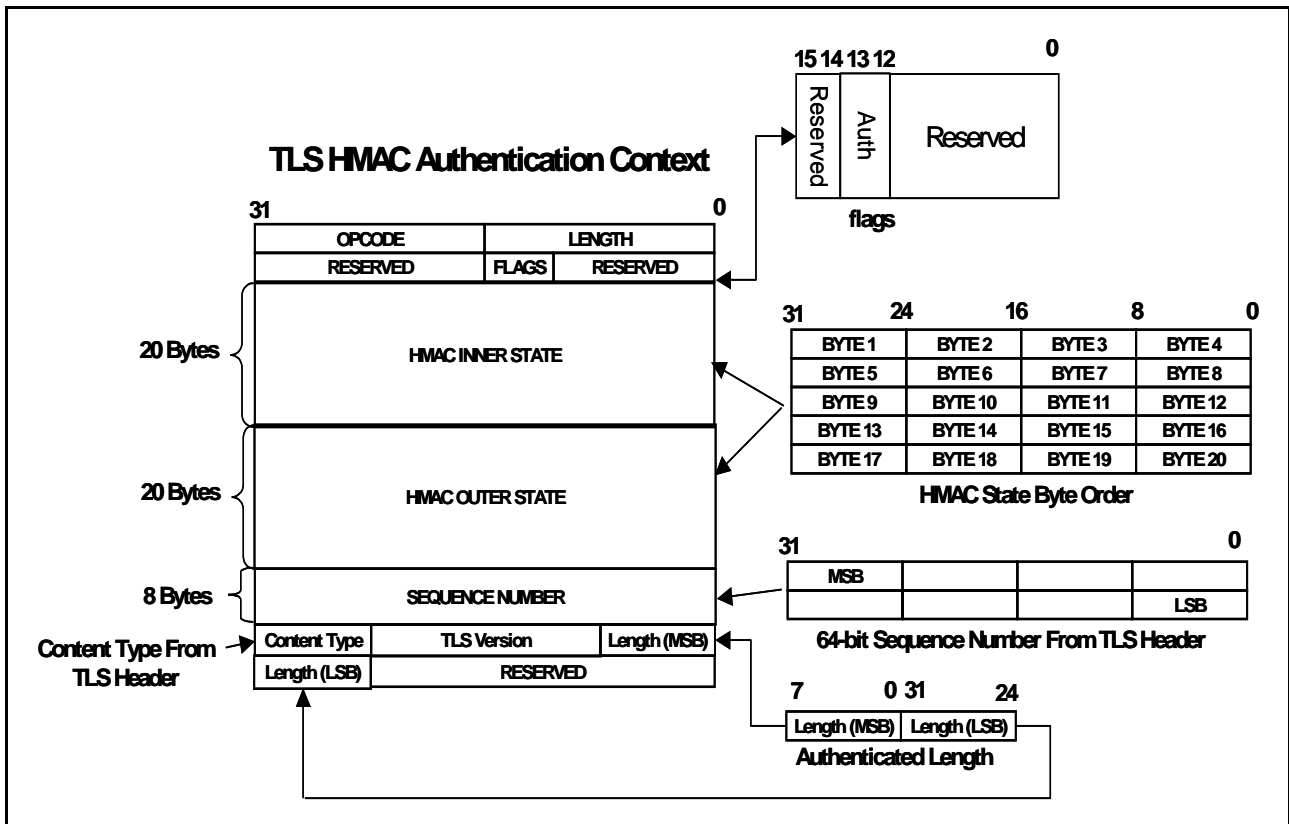 15 14 13 12 0
Reserved
Auth
Reserved
flags
TLS HMAC Authentication Context
31 0
OPCODE LENGTH
RESERVED FLAGS RESERVED
20 Bytes
HMAC INNER STATE
20 Bytes
HMAC OUTER STATE
8 Bytes
SEQUENCE NUMBER
Content Type From
TLS Header
Content Type TLS Version Length (MSB)
Length (LSB) RESERVED
31 24 16 8 0
BYTE 1 BYTE 2 BYTE 3 BYTE 4
BYTE 5 BYTE 6 BYTE 7 BYTE 8
BYTE 9 BYTE 10 BYTE 11 BYTE 12
BYTE 13 BYTE 14 BYTE 15 BYTE 16
BYTE 17 BYTE 18 BYTE 19 BYTE 20
HMAC State Byte Order
31 0
MSB
LSB
64-bit Sequence Number From TLS Header
7 0 31 24
Length (MSB) Length (LSB)
Authenticated Length